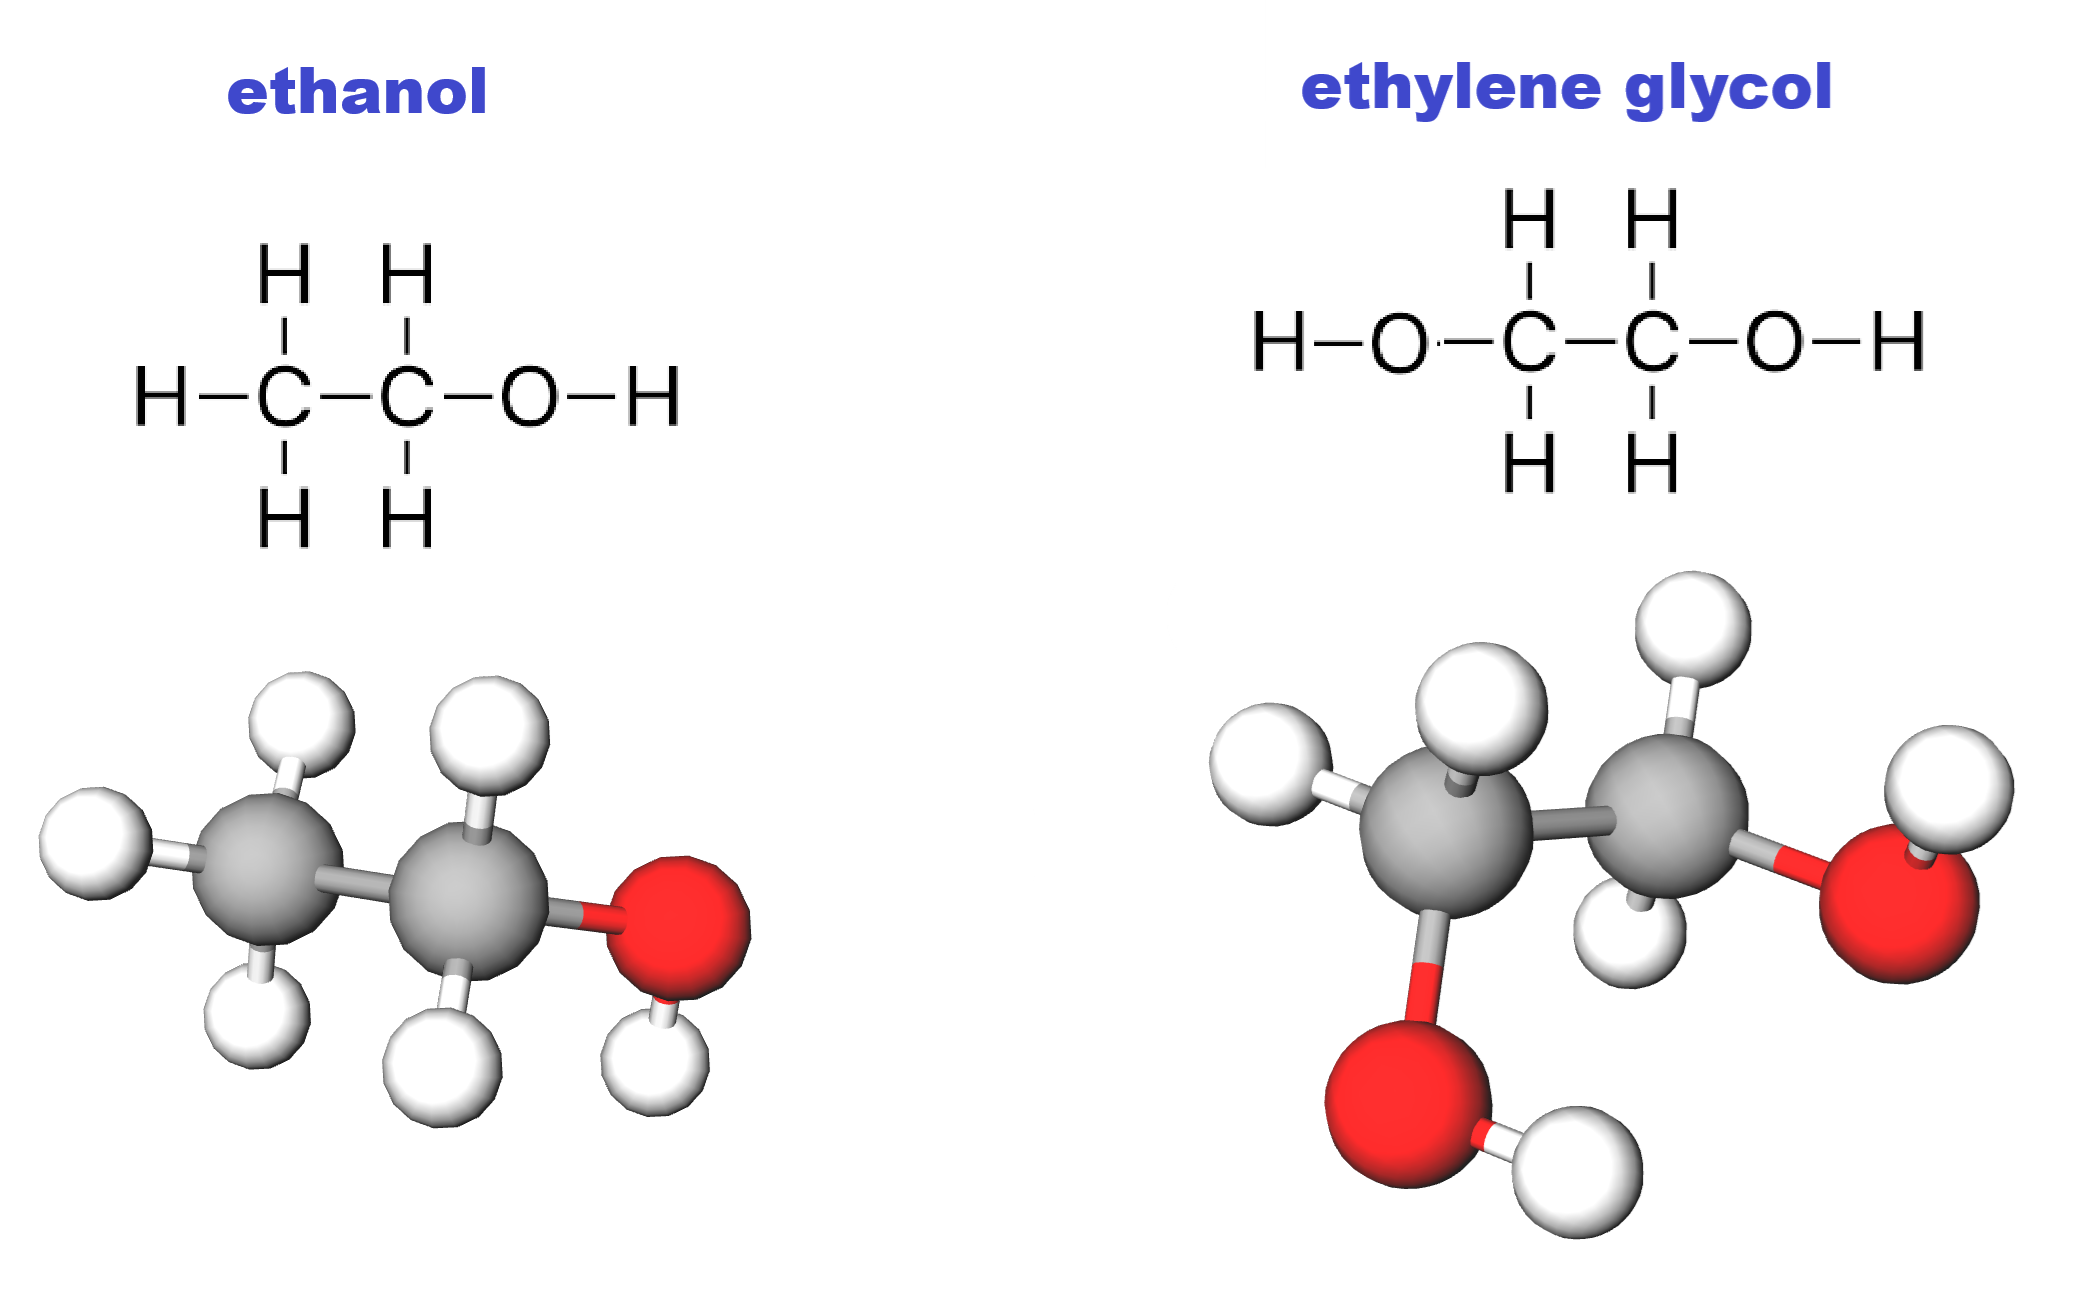 ethanol
H H
H—C—C—O—H
H H
ethylene glycol
H H
H—O—C—C—O—H
H H